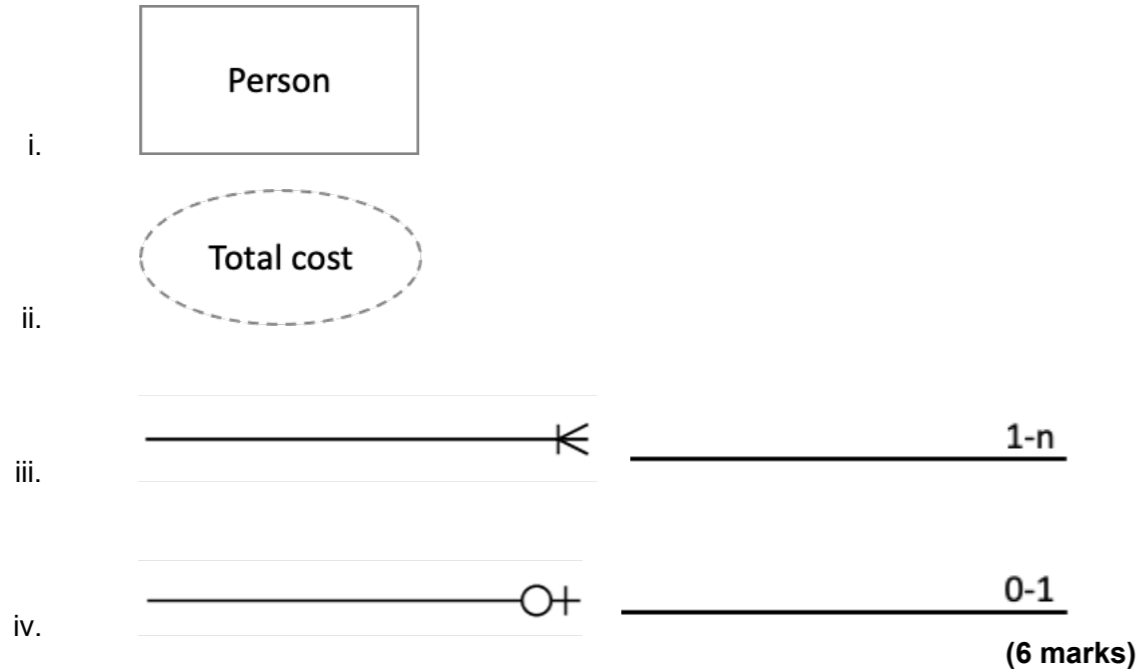 Person
i.
Total cost
ii.
1-n
iii.
0-1
iv.
(6 marks)